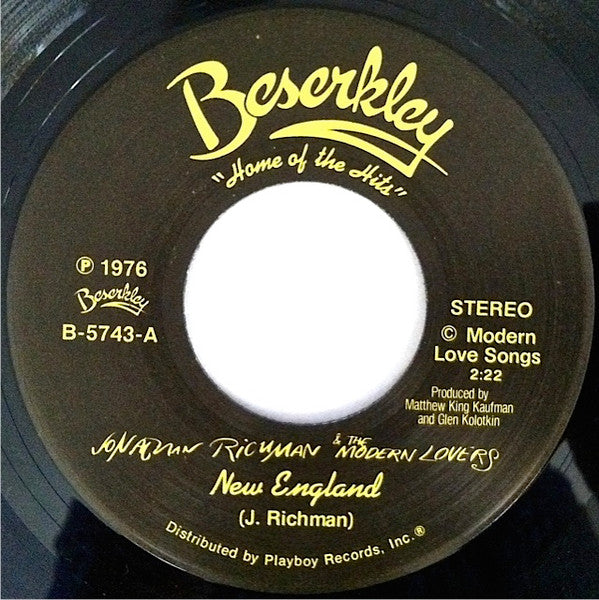 Beserkley
"Home of the Hits"
℗ 1976
Beserkley
B-5743-A
STEREO
© Modern
Love Songs
2:22
Produced by
Matthew King Kaufman
and Glen Kolotkin
JONATHAN RICHMAN & THE MODERN LOVERS
New England
(J. Richman)
Distributed by Playboy Records, Inc.®